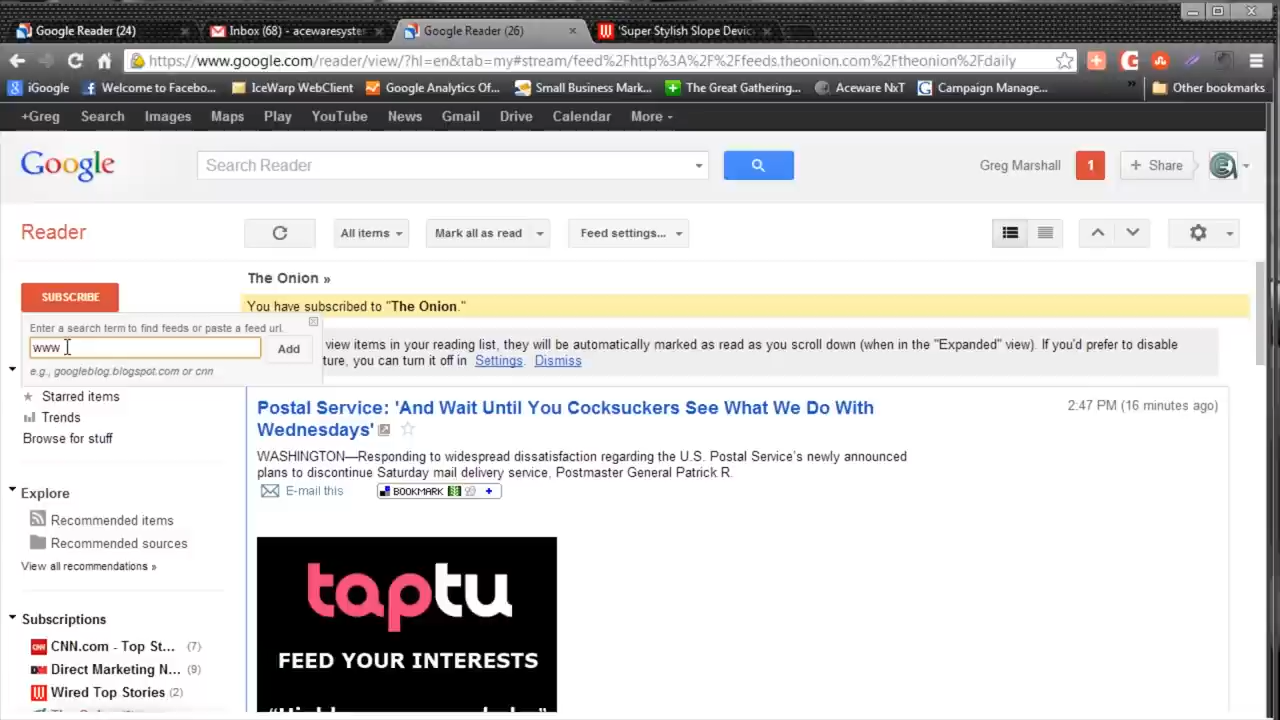 Google Reader (24)
Inbox (68) - acewaresyster
Google Reader (26)
'Super Stylish Slope Devic
https://www.google.com/reader/view/?hl=en&tab=my#stream/feed%2Fhttp%3A%2F%2Ffeeds.theonion.com%2Ftheonion%2Fdaily
iGoogle
Welcome to Facebo...
IceWarp WebClient
Google Analytics Of...
Small Business Mark...
The Great Gathering...
Aceware NxT
Campaign Manage...
Other bookmarks
+Greg Search Images Maps Play YouTube News Gmail Drive Calendar More
Google
Search Reader
Greg Marshall
1
+ Share
Reader
All items
Mark all as read
Feed settings...
SUBSCRIBE
The Onion »
You have subscribed to "The Onion."
Enter a search term to find feeds or paste a feed url.
www
Add
e.g., googleblog.blogspot.com or cnn
view items in your reading list, they will be automatically marked as read as you scroll down (when in the "Expanded" view). If you'd prefer to disable
ture, you can turn it off in Settings. Dismiss
Starred items
Trends
Browse for stuff
Postal Service: 'And Wait Until You Cocksuckers See What We Do With
Wednesdays'
2:47 PM (16 minutes ago)
WASHINGTON—Responding to widespread dissatisfaction regarding the U.S. Postal Service's newly announced
plans to discontinue Saturday mail delivery service, Postmaster General Patrick R.
E-mail this
BOOKMARK
Explore
Recommended items
Recommended sources
View all recommendations »
taptu
FEED YOUR INTERESTS
Subscriptions
CNN.com - Top St... (7)
Direct Marketing N... (9)
Wired Top Stories (2)